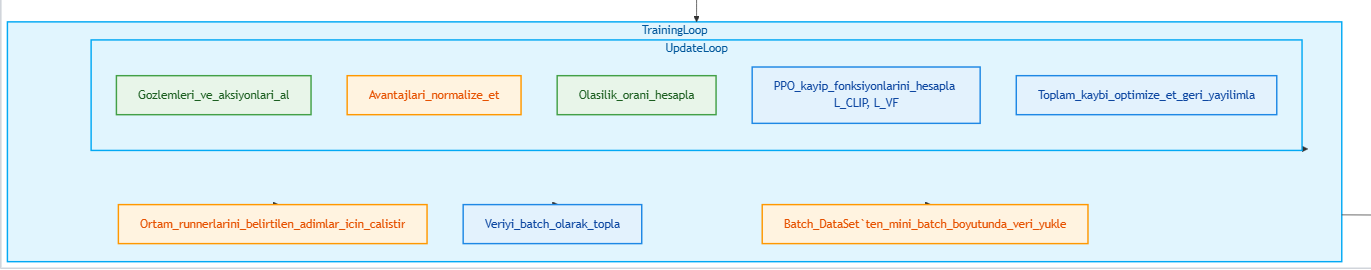 TrainingLoop
UpdateLoop
Gozlemleri_ve_aksiyonlari_al
Avantajlari_normalize_et
Olasilik_orani_hesapla
PPO_kayip_fonksiyonlarini_hesapla
L_CLIP, L_VF
Toplam_kaybi_optimize_et_geri_yayilimla
Ortam_runnerlarini_belirtilen_adimlar_icin_calistir
Veriyi_batch_olarak_topla
Batch_DataSet`ten_mini_batch_boyutunda_veri_yukle